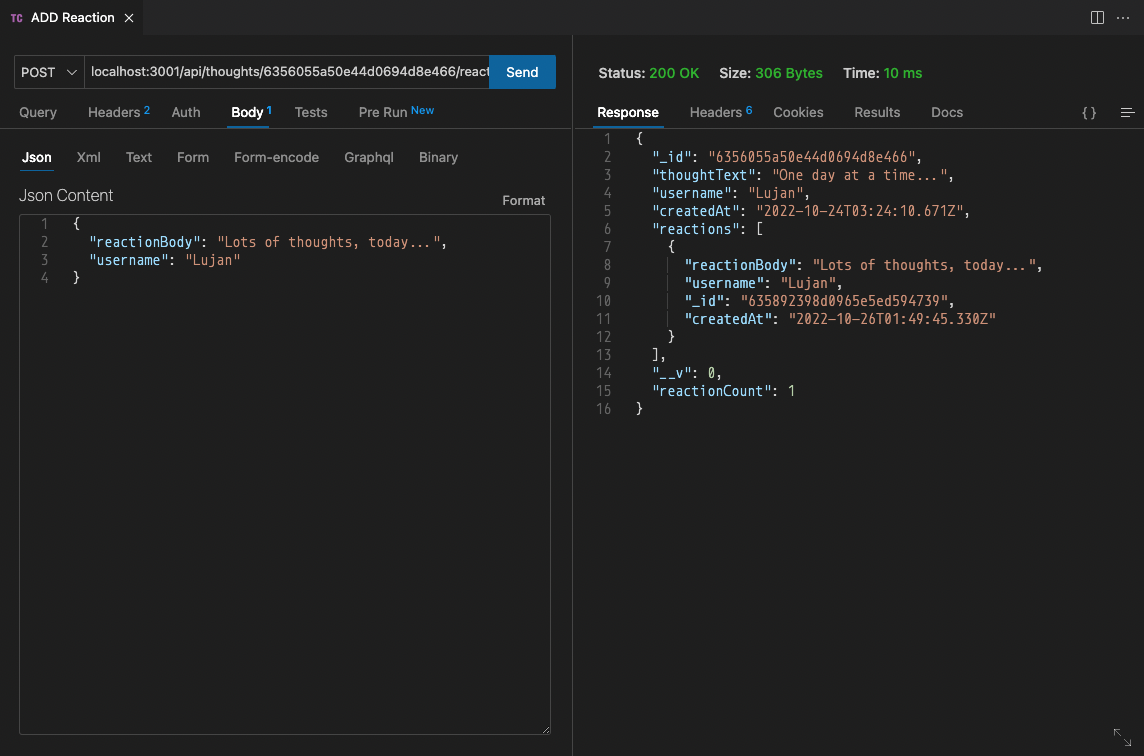 TC ADD Reaction
POST localhost:3001/api/thoughts/6356055a50e44d0694d8e466/react Send
Query Headers 2 Auth Body 1 Tests Pre Run New
Json Xml Text Form Form-encode Graphql Binary
Json Content Format
1 {
2 "reactionBody": "Lots of thoughts, today...",
3 "username": "Lujan"
4 }
Status: 200 OK Size: 306 Bytes Time: 10 ms
Response Headers 6 Cookies Results Docs { }
1 {
2 "_id": "6356055a50e44d0694d8e466",
3 "thoughtText": "One day at a time...",
4 "username": "Lujan",
5 "createdAt": "2022-10-24T03:24:10.671Z",
6 "reactions": [
7 {
8 "reactionBody": "Lots of thoughts, today...",
9 "username": "Lujan",
10 "_id": "635892398d0965e5ed594739",
11 "createdAt": "2022-10-26T01:49:45.330Z"
12 }
13 ],
14 "__v": 0,
15 "reactionCount": 1
16 }